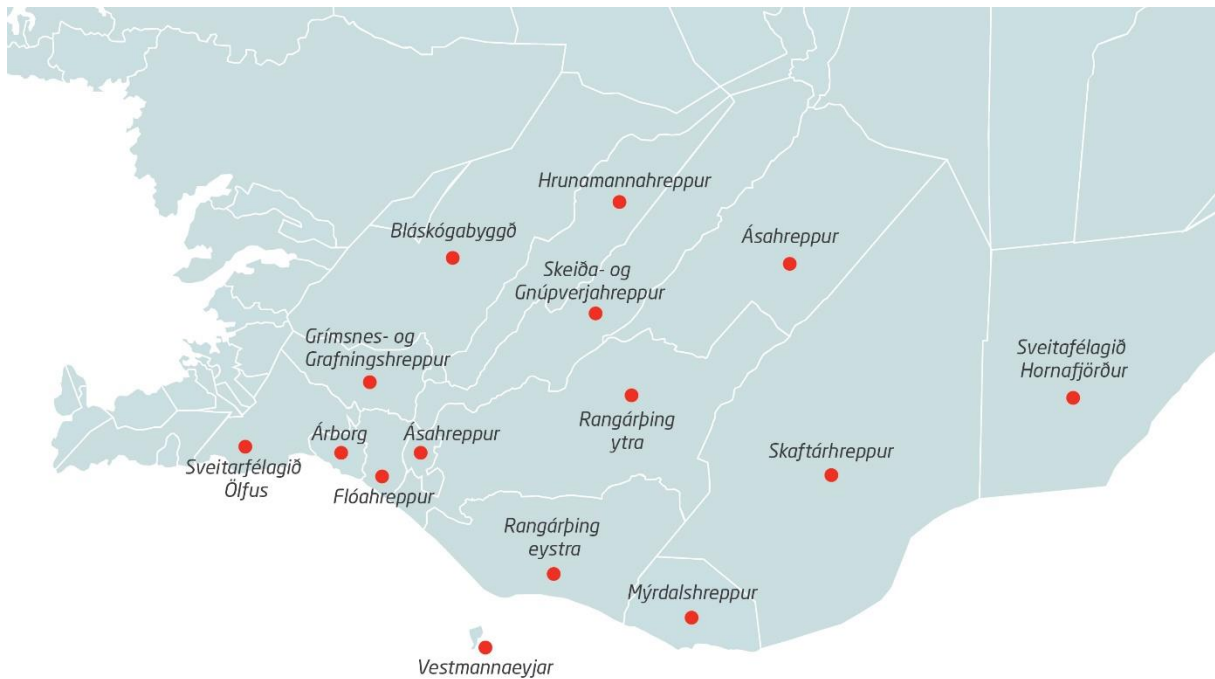 Hrunamannahreppur
Bláskógabyggð
Ásahreppur
Skeiða- og
Gnúpverjahreppur
Grímsnes- og
Grafningshreppur
Sveitafélagið
Hornafjörður
Rangárþing
ytra
Árborg
Ásahreppur
Skaftárhreppur
Sveitarfélagið
Ölfus
Flóahreppur
Rangárþing
eystra
Mýrdalshreppur
Vestmannaeyjar